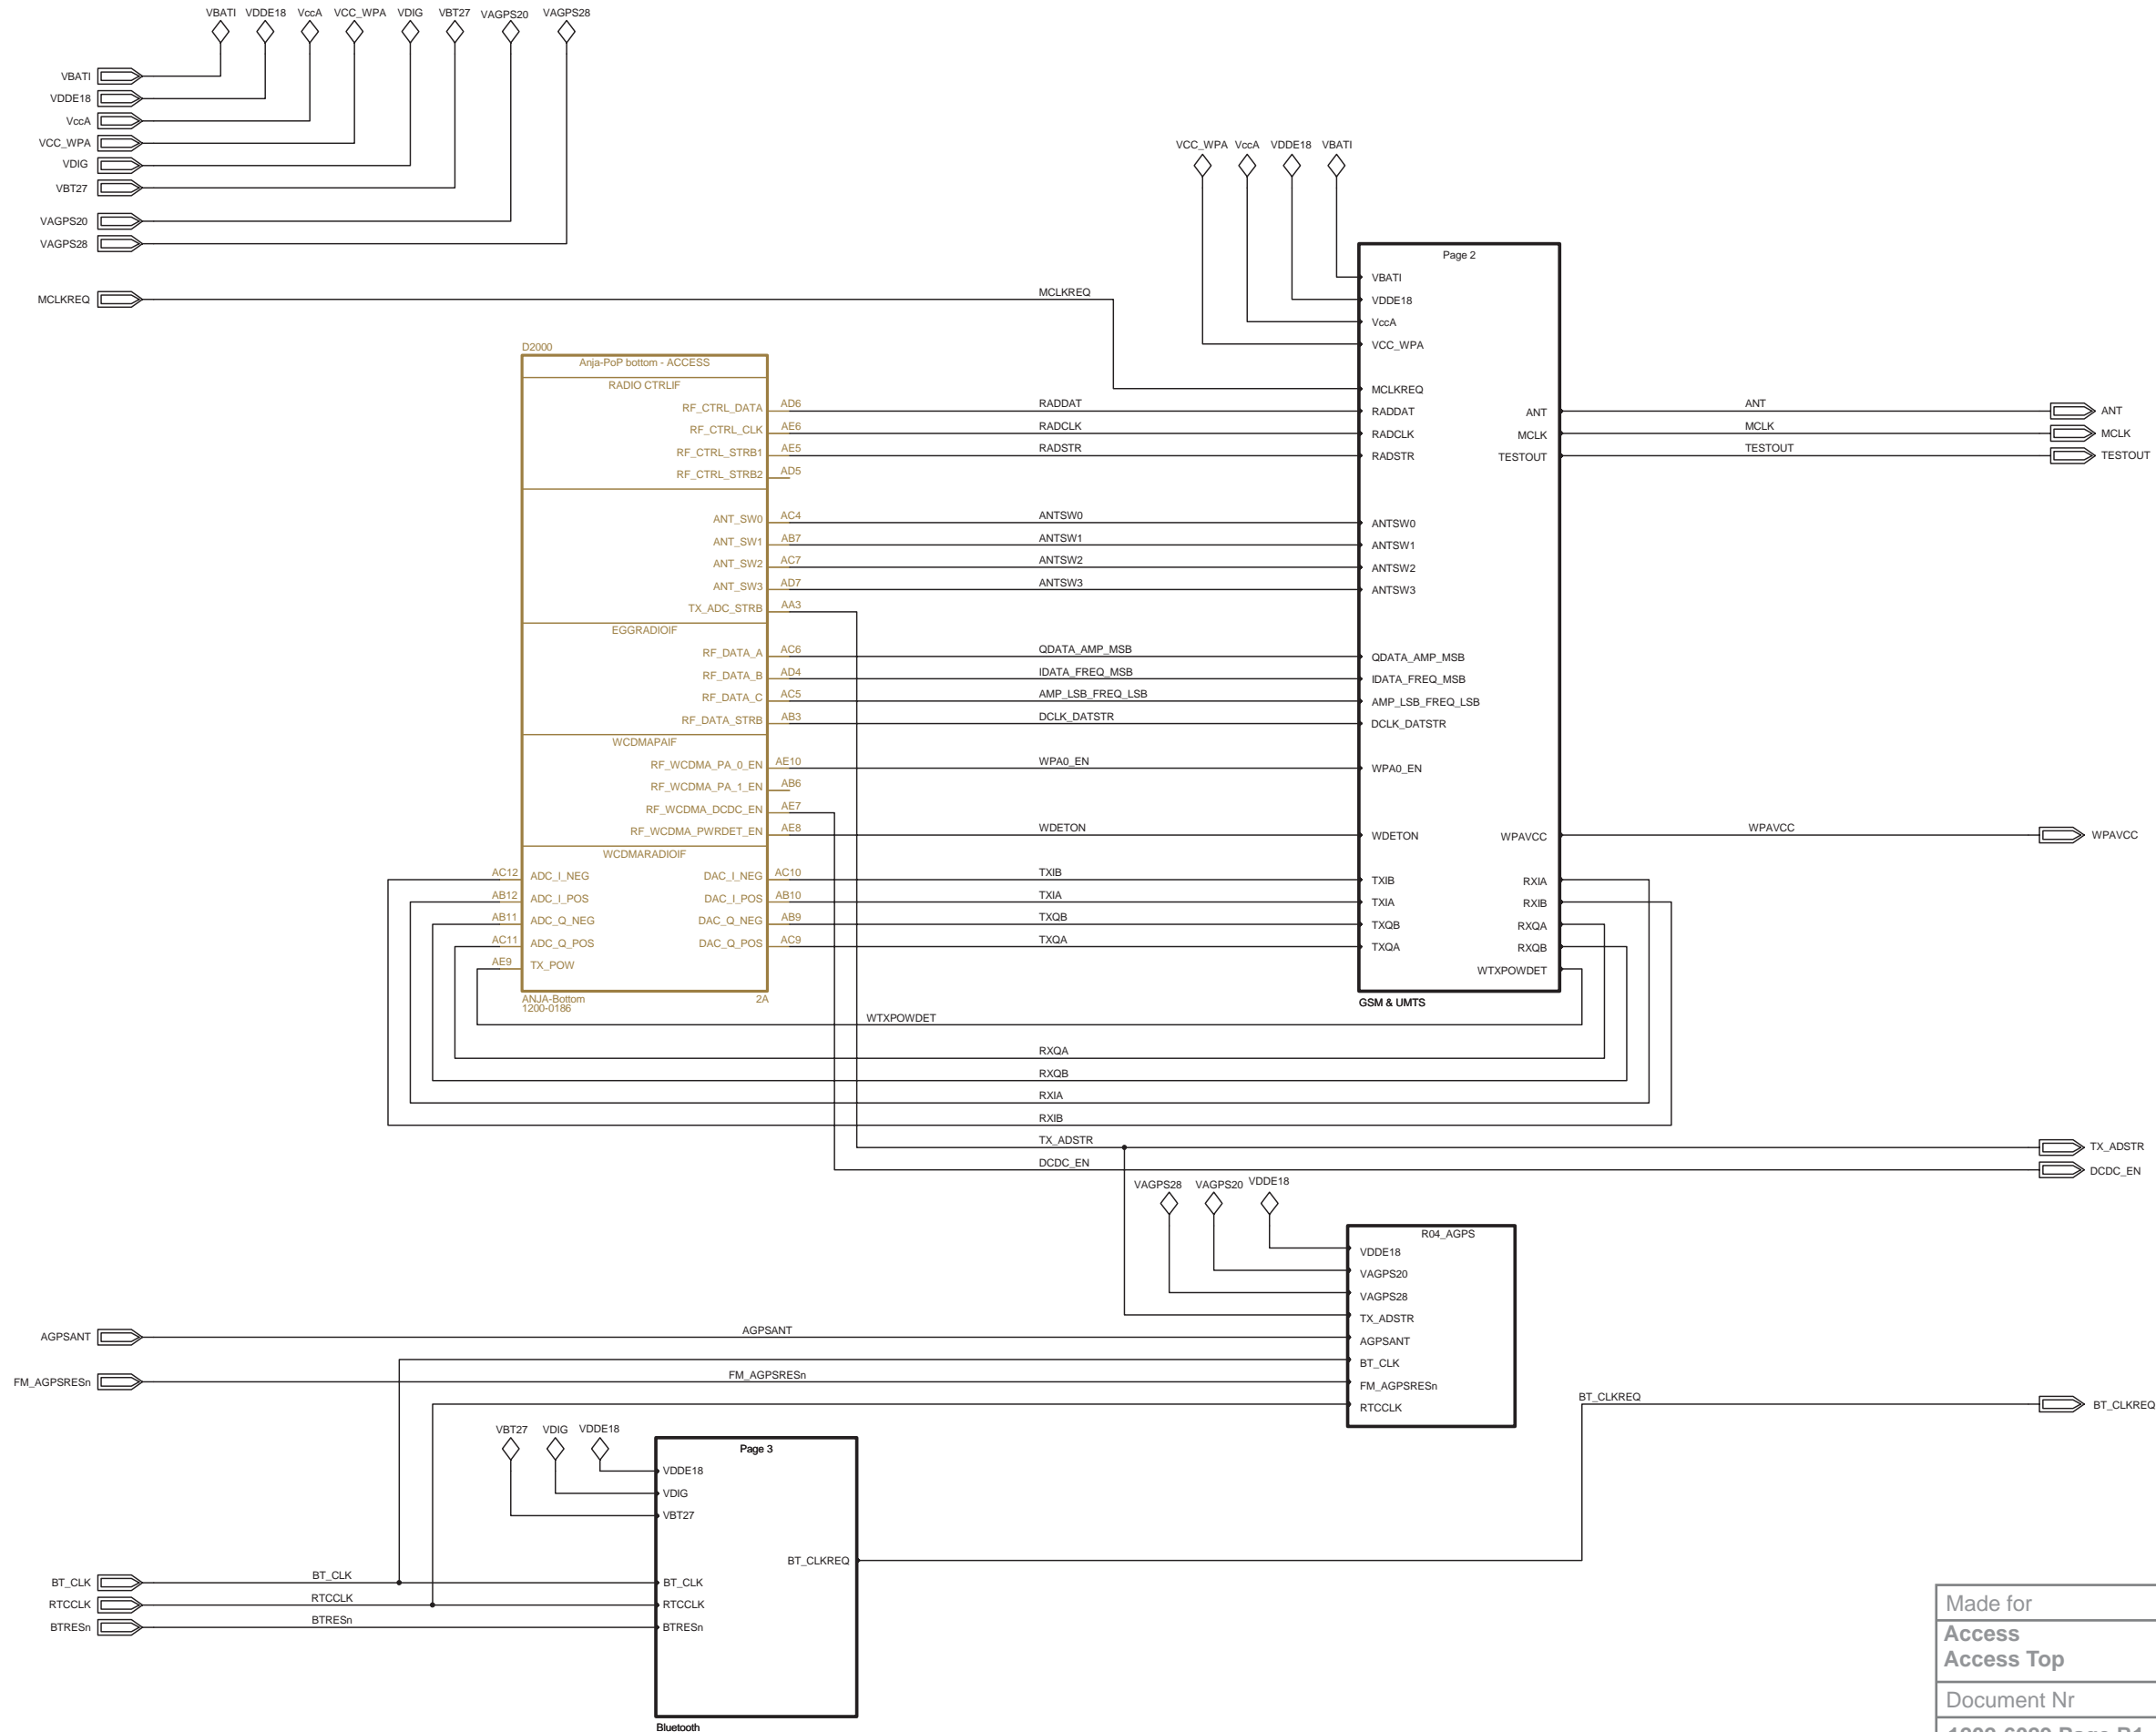 VBATI VDDE18 VccA VCC_WPA VDIG VBT27 VAGPS20 VAGPS28
VBATI
VDDE18
VccA
VCC_WPA
VDIG
VBT27
VAGPS20
VAGPS28
VCC_WPA VccA VDDE18 VBATI
MCLKREQ MCLKREQ
Page 2
VBATI
VDDE18
VccA
VCC_WPA
MCLKREQ
RADDAT
RADCLK
RADSTR
ANTSW0
ANTSW1
ANTSW2
ANTSW3
QDATA_AMP_MSB
IDATA_FREQ_MSB
AMP_LSB_FREQ_LSB
DCLK_DATSTR
WPA0_EN
WDETON
TXIB
TXIA
TXQB
TXQA
ANT
MCLK
TESTOUT
WPAVCC
RXIA
RXIB
RXQA
RXQB
WTXPOWDET
GSM & UMTS
D2000
Anja-PoP bottom - ACCESS
RADIO CTRLIF
RF_CTRL_DATA AD6 RADDAT
RF_CTRL_CLK AE6 RADCLK
RF_CTRL_STRB1 AE5 RADSTR
RF_CTRL_STRB2 AD5
ANT_SW0 AC4 ANTSW0
ANT_SW1 AB7 ANTSW1
ANT_SW2 AC7 ANTSW2
ANT_SW3 AD7 ANTSW3
TX_ADC_STRB AA3
EGGRADIOIF
RF_DATA_A AC6 QDATA_AMP_MSB
RF_DATA_B AD4 IDATA_FREQ_MSB
RF_DATA_C AC5 AMP_LSB_FREQ_LSB
RF_DATA_STRB AB3 DCLK_DATSTR
WCDMAPAIF
RF_WCDMA_PA_0_EN AE10 WPA0_EN
RF_WCDMA_PA_1_EN AB6
RF_WCDMA_DCDC_EN AE7
RF_WCDMA_PWRDET_EN AE8 WDETON
WCDMARADIOIF
AC12 ADC_I_NEG DAC_I_NEG AC10 TXIB
AB12 ADC_I_POS DAC_I_POS AB10 TXIA
AB11 ADC_Q_NEG DAC_Q_NEG AB9 TXQB
AC11 ADC_Q_POS DAC_Q_POS AC9 TXQA
AE9 TX_POW
ANJA-Bottom 2A
1200-0186
ANT ANT
MCLK MCLK
TESTOUT TESTOUT
WPAVCC WPAVCC
WTXPOWDET
RXQA
RXQB
RXIA
RXIB
TX_ADSTR TX_ADSTR
DCDC_EN DCDC_EN
VAGPS28 VAGPS20 VDDE18
R04_AGPS
VDDE18
VAGPS20
VAGPS28
TX_ADSTR
AGPSANT
BT_CLK
FM_AGPSRESn
RTCCLK
AGPSANT AGPSANT
FM_AGPSRESn FM_AGPSRESn
BT_CLKREQ BT_CLKREQ
VBT27 VDIG VDDE18
Page 3
VDDE18
VDIG
VBT27
BT_CLKREQ
BT_CLK
RTCCLK
BTRESn
Bluetooth
BT_CLK BT_CLK
RTCCLK RTCCLK
BTRESn BTRESn
Made for
Access
Access Top
Document Nr